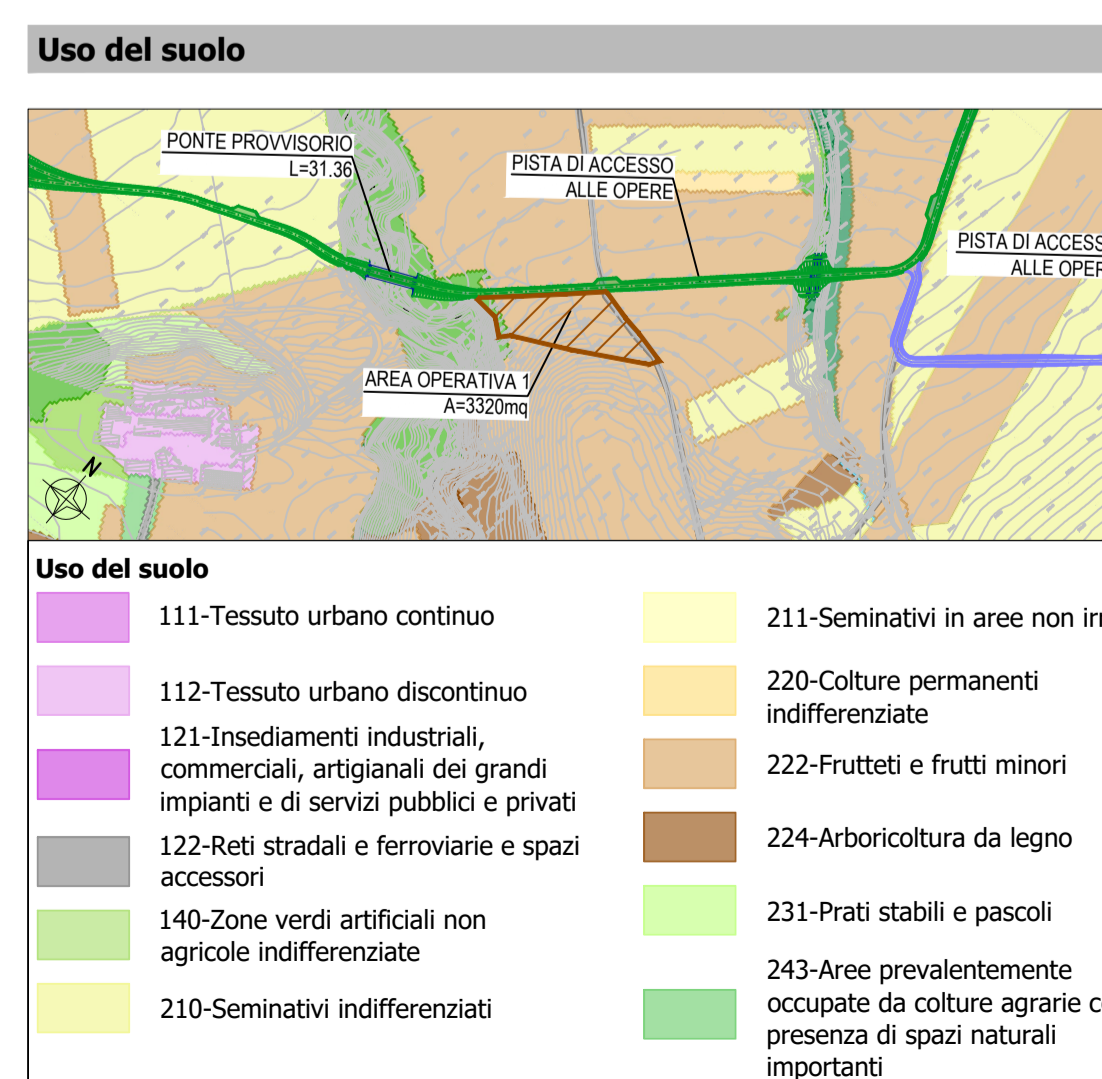 Uso del suolo
PONTE PROVVISORIO
L=31.36
PISTA DI ACCESSO
ALLE OPERE
PISTA DI ACCESS
ALLE OPER
AREA OPERATIVA 1
A=3320mq
N
Uso del suolo
111-Tessuto urbano continuo
112-Tessuto urbano discontinuo
121-Insediamenti industriali,
commerciali, artigianali dei grandi
impianti e di servizi pubblici e privati
122-Reti stradali e ferroviarie e spazi
accessori
140-Zone verdi artificiali non
agricole indifferenziate
210-Seminativi indifferenziati
211-Seminativi in aree non irr
220-Colture permanenti
indifferenziate
222-Frutteti e frutti minori
224-Arboricoltura da legno
231-Prati stabili e pascoli
243-Aree prevalentemente
occupate da colture agrarie c
presenza di spazi naturali
importanti